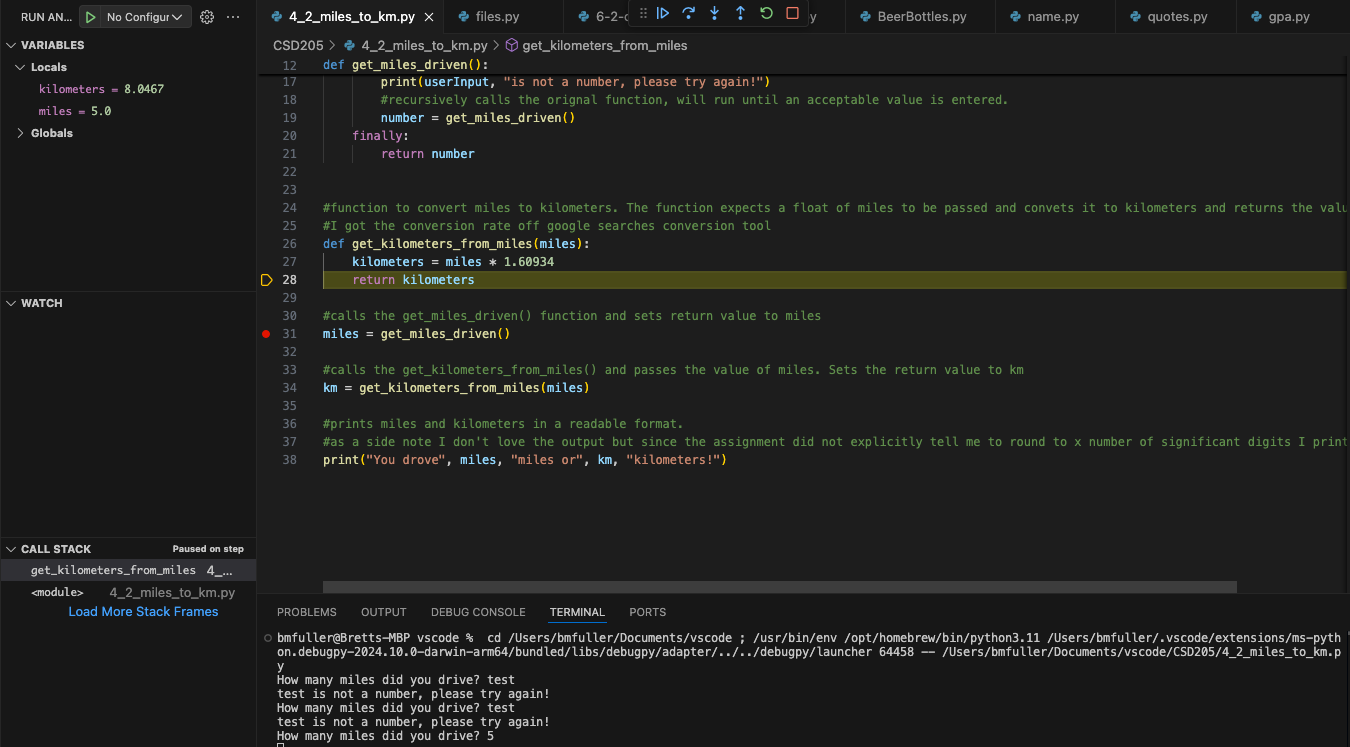 RUN AN... No Configur
4_2_miles_to_km.py
files.py
6-2-c
y
BeerBottles.py
name.py
quotes.py
gpa.py
VARIABLES
Locals
kilometers = 8.0467
miles = 5.0
Globals
WATCH
CALL STACK Paused on step
get_kilometers_from_miles 4_...
<module> 4_2_miles_to_km.py
Load More Stack Frames
CSD205 > 4_2_miles_to_km.py > get_kilometers_from_miles
12 def get_miles_driven():
17 print(userInput, "is not a number, please try again!")
18 #recursively calls the orignal function, will run until an acceptable value is entered.
19 number = get_miles_driven()
20 finally:
21 return number
22
23
24 #function to convert miles to kilometers. The function expects a float of miles to be passed and convets it to kilometers and returns the valu
25 #I got the conversion rate off google searches conversion tool
26 def get_kilometers_from_miles(miles):
27 kilometers = miles * 1.60934
28 return kilometers
29
30 #calls the get_miles_driven() function and sets return value to miles
31 miles = get_miles_driven()
32
33 #calls the get_kilometers_from_miles() and passes the value of miles. Sets the return value to km
34 km = get_kilometers_from_miles(miles)
35
36 #prints miles and kilometers in a readable format.
37 #as a side note I don't love the output but since the assignment did not explicitly tell me to round to x number of significant digits I print
38 print("You drove", miles, "miles or", km, "kilometers!")
PROBLEMS OUTPUT DEBUG CONSOLE TERMINAL PORTS
bmfuller@Bretts-MBP vscode %  cd /Users/bmfuller/Documents/vscode ; /usr/bin/env /opt/homebrew/bin/python3.11 /Users/bmfuller/.vscode/extensions/ms-pyth
on.debugpy-2024.10.0-darwin-arm64/bundled/libs/debugpy/adapter/../../debugpy/launcher 64458 -- /Users/bmfuller/Documents/vscode/CSD205/4_2_miles_to_km.p
y
How many miles did you drive? test
test is not a number, please try again!
How many miles did you drive? test
test is not a number, please try again!
How many miles did you drive? 5